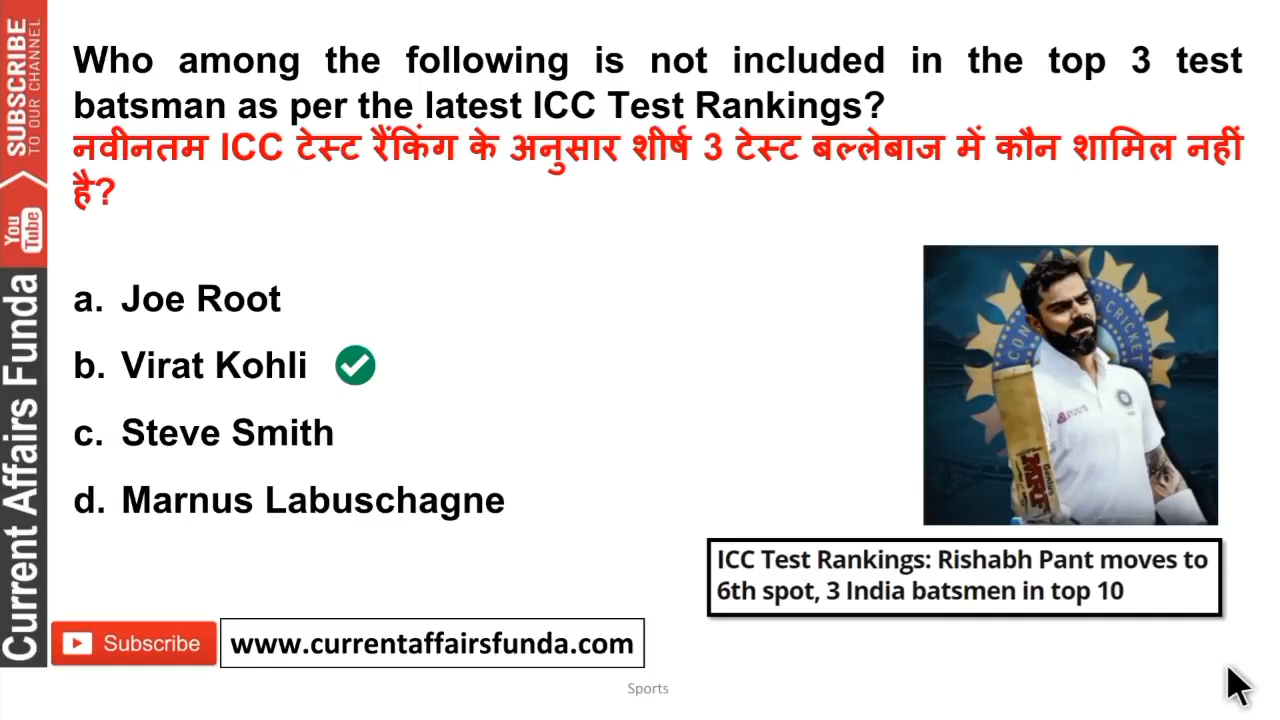 Who among the following is not included in the top 3 test
batsman as per the latest ICC Test Rankings?
नवीनतम ICC टेस्ट रैंकिंग के अनुसार शीर्ष 3 टेस्ट बल्लेबाज में कौन शामिल नहीं
है?
a. Joe Root
b. Virat Kohli
c. Steve Smith
d. Marnus Labuschagne
ICC Test Rankings: Rishabh Pant moves to
6th spot, 3 India batsmen in top 10
Subscribe
www.currentaffairsfunda.com
Sports
SUBSCRIBE
TO OUR CHANNEL
You
Tube
Current Affairs Funda
CRICKET
MRF